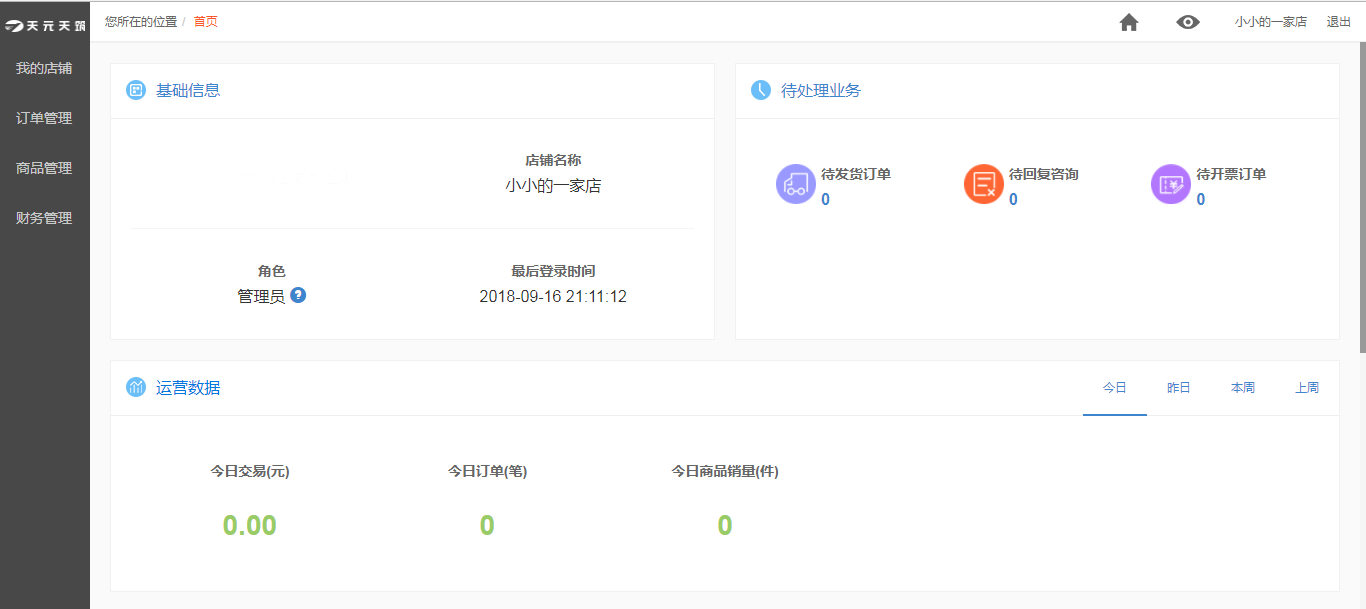 天元天筑
您所在的位置 / 首页
小小的一家店 退出
我的店铺
订单管理
商品管理
财务管理
基础信息
店铺名称
小小的一家店
角色
管理员 ?
最后登录时间
2018-09-16 21:11:12
待处理业务
待发货订单
0
待回复咨询
0
待开票订单
0
运营数据
今日 昨日 本周 上周
今日交易(元)
0.00
今日订单(笔)
0
今日商品销量(件)
0